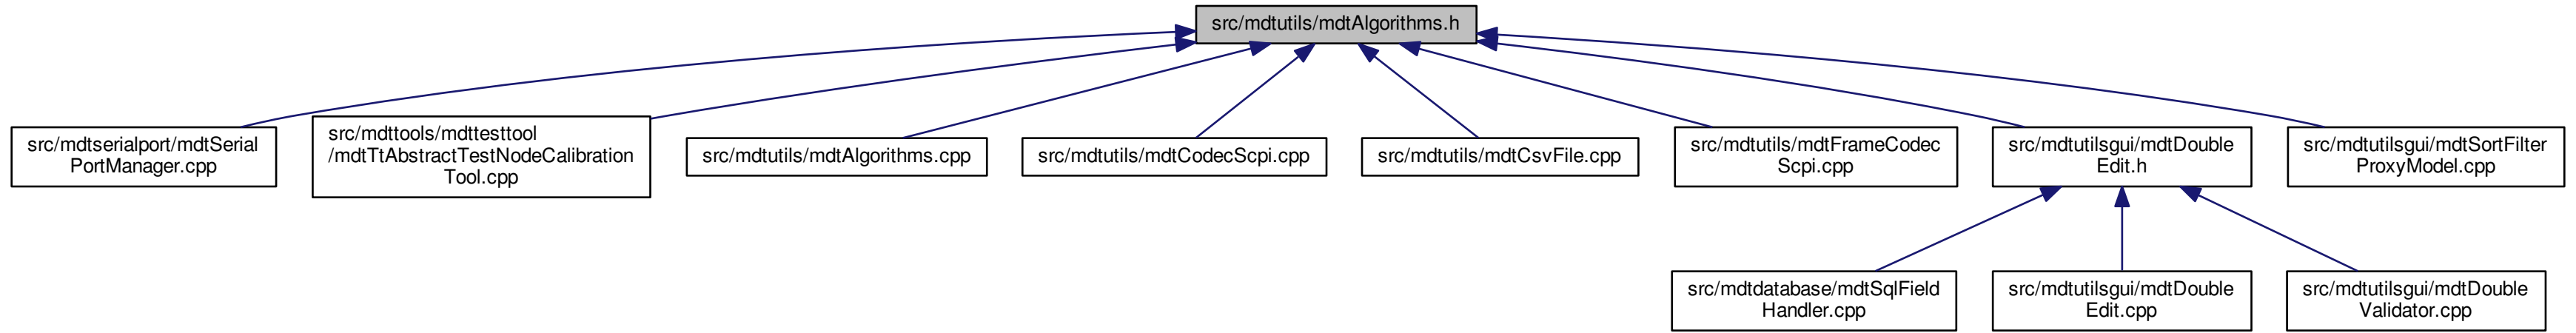 src/mdtutils/mdtAlgorithms.h
src/mdtserialport/mdtSerial
PortManager.cpp
src/mdttools/mdttesttool
/mdtTtAbstractTestNodeCalibration
Tool.cpp
src/mdtutils/mdtAlgorithms.cpp
src/mdtutils/mdtCodecScpi.cpp
src/mdtutils/mdtCsvFile.cpp
src/mdtutils/mdtFrameCodec
Scpi.cpp
src/mdtutilsgui/mdtDouble
Edit.h
src/mdtutilsgui/mdtSortFilter
ProxyModel.cpp
src/mdtdatabase/mdtSqlField
Handler.cpp
src/mdtutilsgui/mdtDouble
Edit.cpp
src/mdtutilsgui/mdtDouble
Validator.cpp